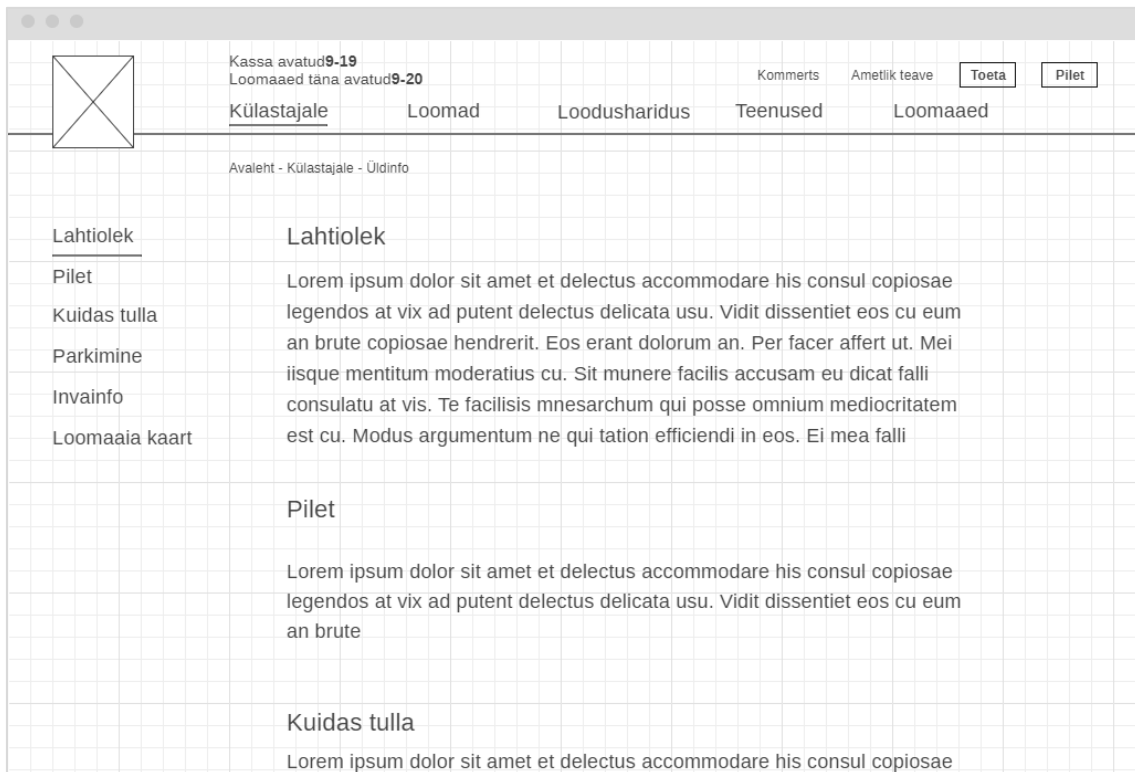 Kassa avatud9-19
Loomaaed täna avatud9-20
Kommerts
Ametlik teave
Toeta
Pilet
Külastajale
Loomad
Loodusharidus
Teenused
Loomaaed
Avaleht - Külastajale - Üldinfo
Lahtiolek
Pilet
Kuidas tulla
Parkimine
Invainfo
Loomaaia kaart
Lahtiolek
Lorem ipsum dolor sit amet et delectus accommodare his consul copiosae
legendos at vix ad putent delectus delicata usu. Vidit dissentiet eos cu eum
an brute copiosae hendrerit. Eos erant dolorum an. Per facer affert ut. Mei
iisque mentitum moderatius cu. Sit munere facilis accusam eu dicat falli
consulatu at vis. Te facilisis mnesarchum qui posse omnium mediocritatem
est cu. Modus argumentum ne qui tation efficiendi in eos. Ei mea falli
Pilet
Lorem ipsum dolor sit amet et delectus accommodare his consul copiosae
legendos at vix ad putent delectus delicata usu. Vidit dissentiet eos cu eum
an brute
Kuidas tulla
Lorem ipsum dolor sit amet et delectus accommodare his consul copiosae